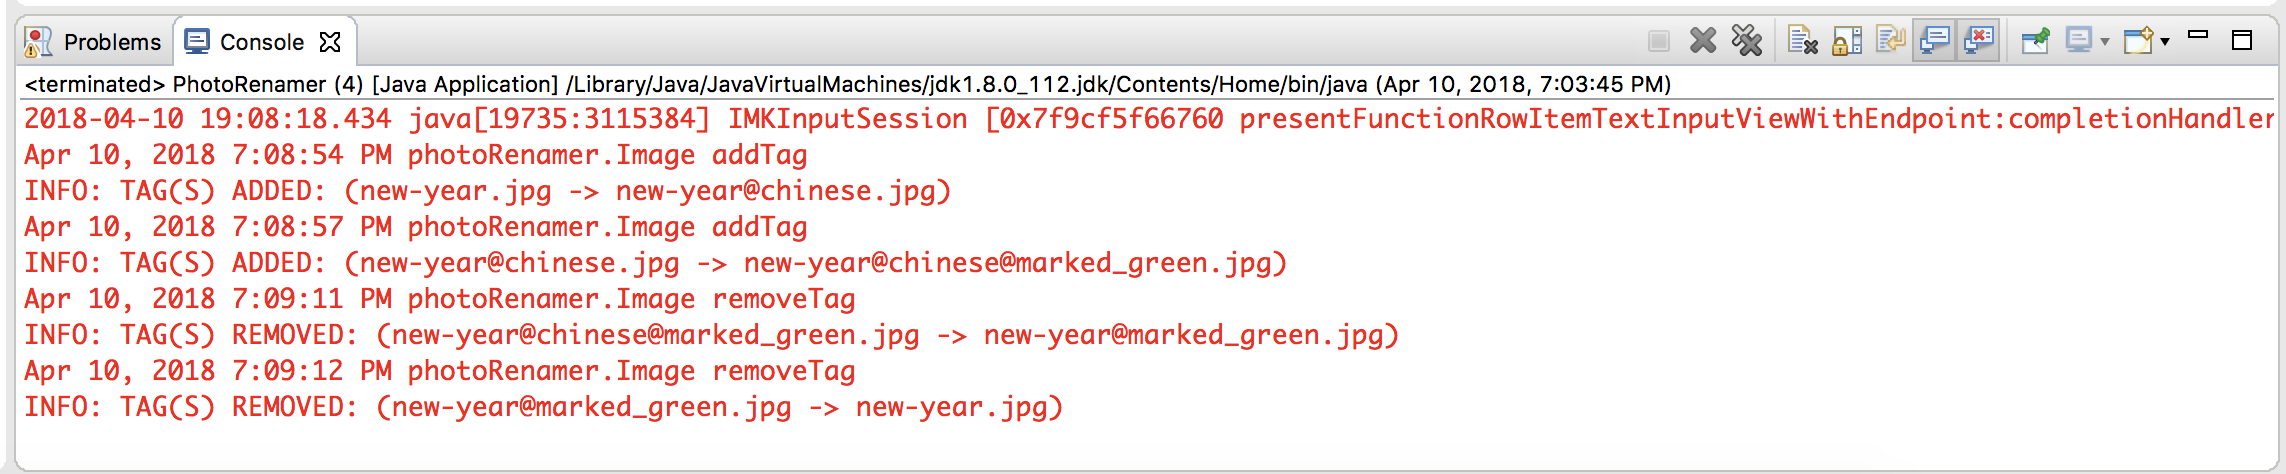 Problems Console
<terminated> PhotoRenamer (4) [Java Application] /Library/Java/JavaVirtualMachines/jdk1.8.0_112.jdk/Contents/Home/bin/java (Apr 10, 2018, 7:03:45 PM)
2018-04-10 19:08:18.434 java[19735:3115384] IMKInputSession [0x7f9cf5f66760 presentFunctionRowItemTextInputViewWithEndpoint:completionHandler
Apr 10, 2018 7:08:54 PM photoRenamer.Image addTag
INFO: TAG(S) ADDED: (new-year.jpg -> new-year@chinese.jpg)
Apr 10, 2018 7:08:57 PM photoRenamer.Image addTag
INFO: TAG(S) ADDED: (new-year@chinese.jpg -> new-year@chinese@marked_green.jpg)
Apr 10, 2018 7:09:11 PM photoRenamer.Image removeTag
INFO: TAG(S) REMOVED: (new-year@chinese@marked_green.jpg -> new-year@marked_green.jpg)
Apr 10, 2018 7:09:12 PM photoRenamer.Image removeTag
INFO: TAG(S) REMOVED: (new-year@marked_green.jpg -> new-year.jpg)